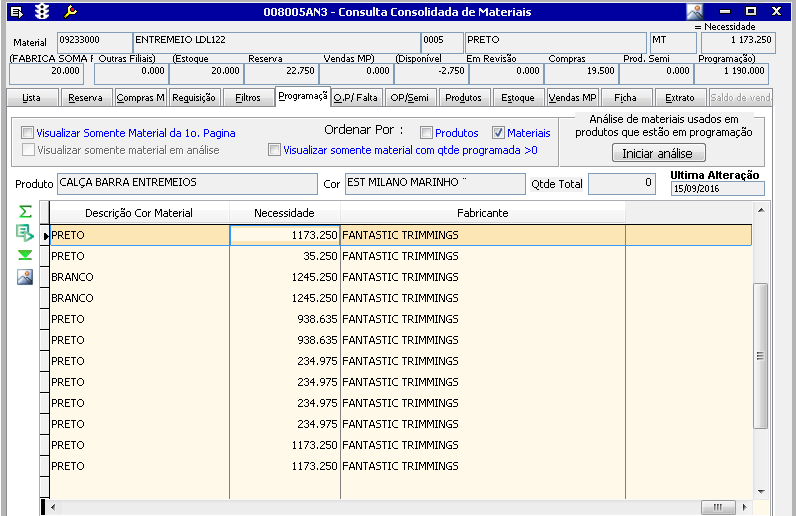 008005AN3 - Consulta Consolidada de Materiais
= Necessidade
Material 09233000 ENTREMEIO LDL122 0005 PRETO MT 1 173.250
(FABRICA SOMA F Outras Filiais) (Estoque Reserva Vendas MP) (Disponível Em Revisão Compras Prod. Semi Programação)
20.000 0.000 20.000 22.750 0.000 -2.750 0.000 19.500 0.000 1 190.000
Lista Reserva Compras M Requisição Filtros Programaçã O.P/ Falta OP/Semi Produtos Estoque Vendas MP Ficha Extrato Saldo de vend
Visualizar Somente Material da 1o. Pagina
Visualizar somente material em análise
Ordenar Por : Produtos Materiais
Visualizar somente material com qtde programada >0
Análise de materiais usados em
produtos que estão em programação
Iniciar análise
Produto CALÇA BARRA ENTREMEIOS Cor EST MILANO MARINHO ¨ Qtde Total 0
Ultima Alteração
15/09/2016
Descrição Cor Material Necessidade Fabricante
PRETO 1173.250 FANTASTIC TRIMMINGS
PRETO 35.250 FANTASTIC TRIMMINGS
BRANCO 1245.250 FANTASTIC TRIMMINGS
BRANCO 1245.250 FANTASTIC TRIMMINGS
PRETO 938.635 FANTASTIC TRIMMINGS
PRETO 938.635 FANTASTIC TRIMMINGS
PRETO 234.975 FANTASTIC TRIMMINGS
PRETO 234.975 FANTASTIC TRIMMINGS
PRETO 234.975 FANTASTIC TRIMMINGS
PRETO 234.975 FANTASTIC TRIMMINGS
PRETO 1173.250 FANTASTIC TRIMMINGS
PRETO 1173.250 FANTASTIC TRIMMINGS